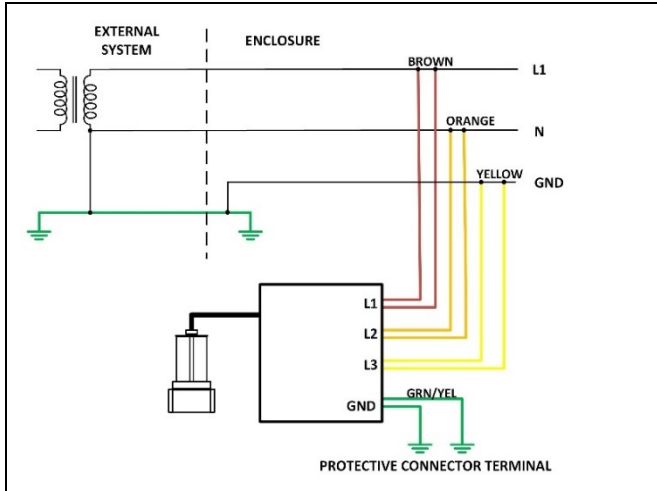 EXTERNAL
SYSTEM
ENCLOSURE
BROWN
L1
ORANGE
N
YELLOW
GND
L1
L2
L3
GND
GRN/YEL
PROTECTIVE CONNECTOR TERMINAL